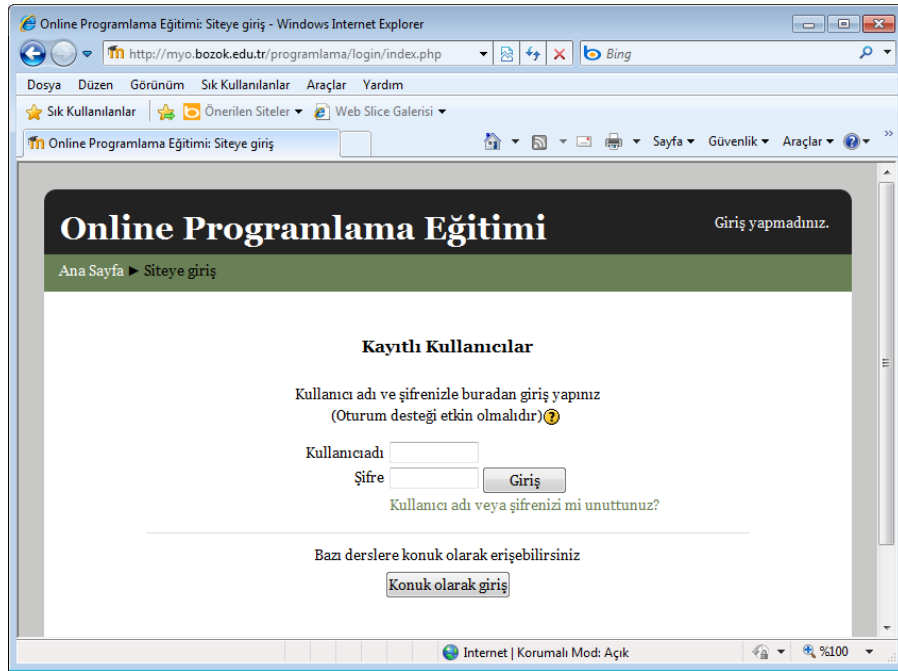 Online Programlama Eğitimi: Siteye giriş - Windows Internet Explorer
http://myo.bozok.edu.tr/programlama/login/index.php
Bing
Dosya Düzen Görünüm Sık Kullanılanlar Araçlar Yardım
Sık Kullanılanlar Önerilen Siteler Web Slice Galerisi
Online Programlama Eğitimi: Siteye giriş
Sayfa Güvenlik Araçlar
Online Programlama Eğitimi
Giriş yapmadınız.
Ana Sayfa ► Siteye giriş
Kayıtlı Kullanıcılar
Kullanıcı adı ve şifrenizle buradan giriş yapınız
(Oturum desteği etkin olmalıdır)
Kullanıcıadı
Şifre Giriş
Kullanıcı adı veya şifrenizi mi unuttunuz?
Bazı derslere konuk olarak erişebilirsiniz
Konuk olarak giriş
Internet | Korumalı Mod: Açık %100